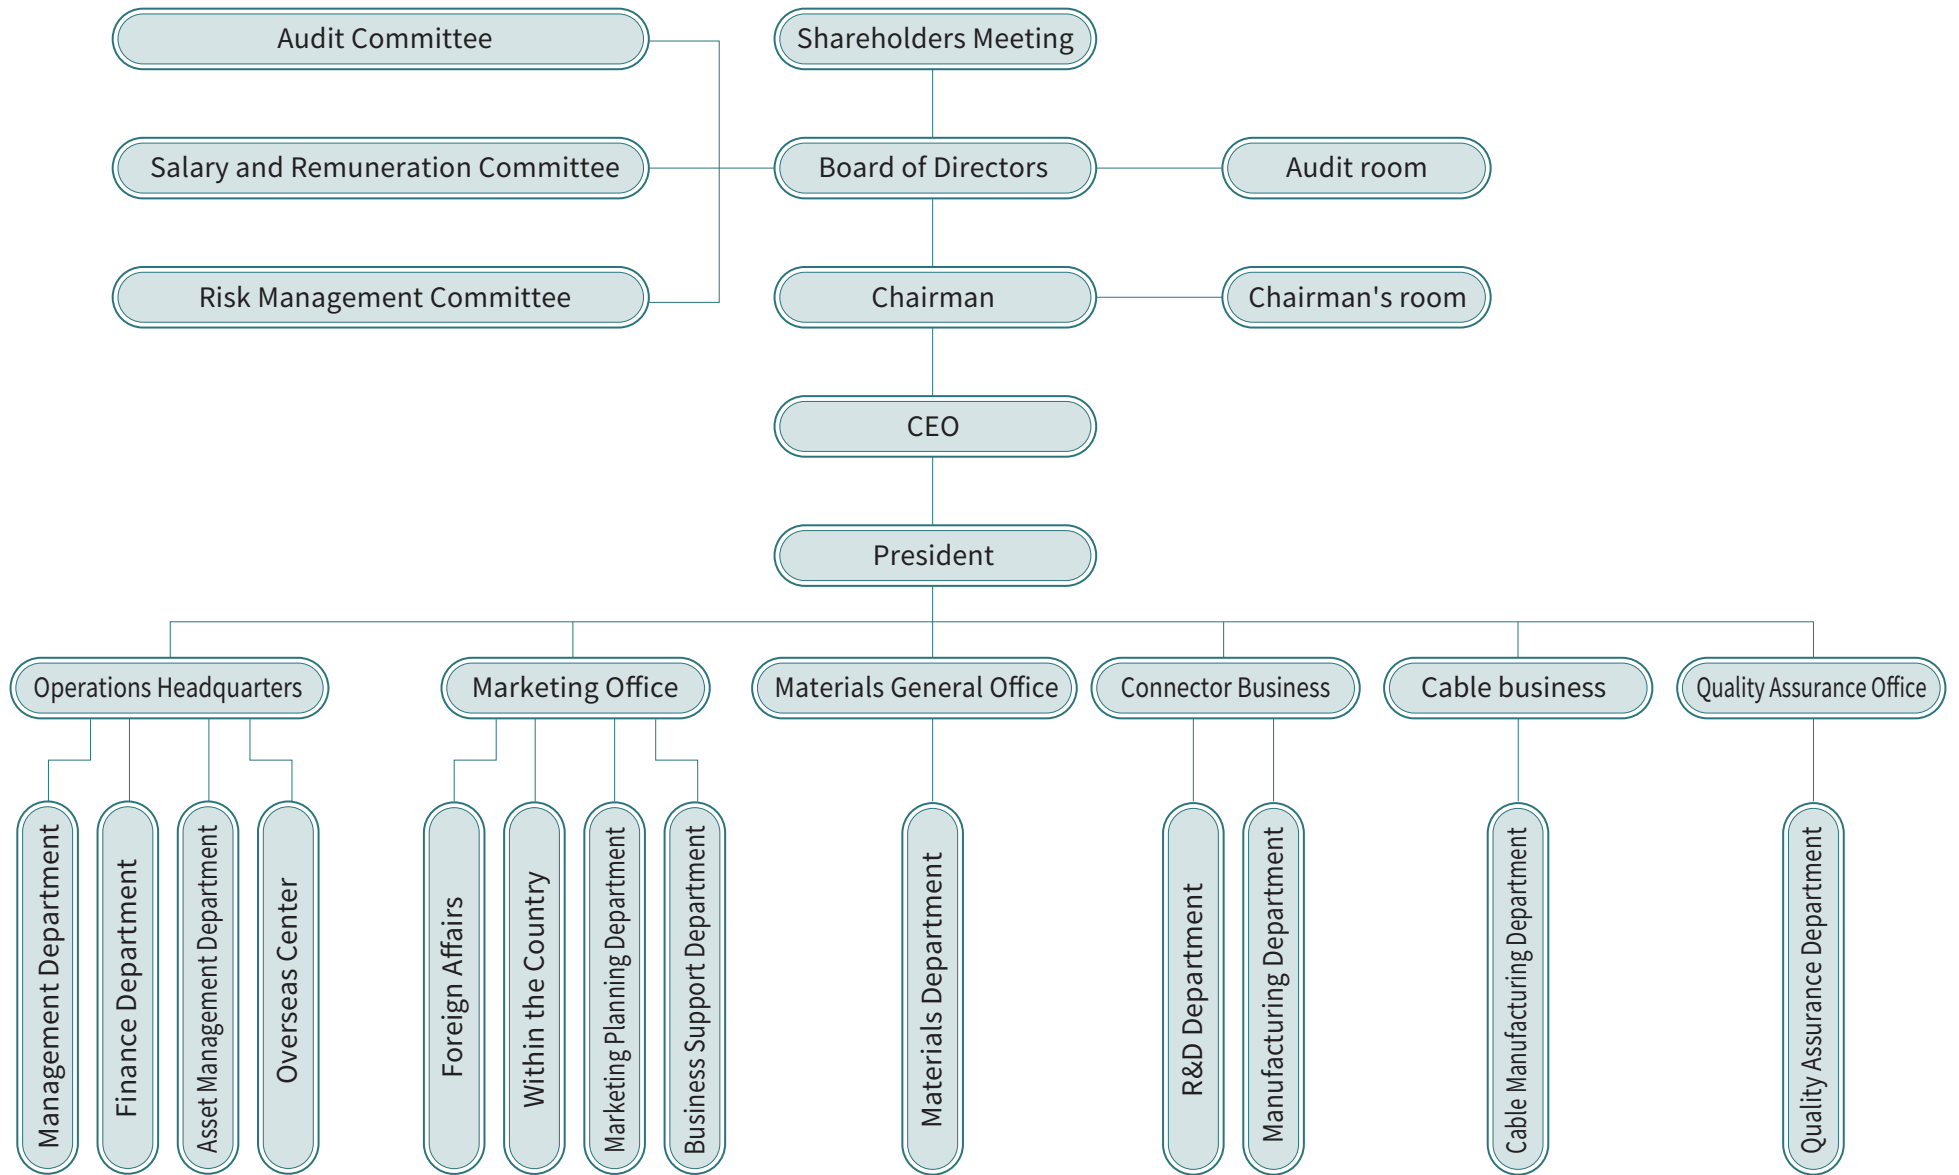 Audit Committee
Shareholders Meeting
Salary and Remuneration Committee
Board of Directors
Audit room
Risk Management Committee
Chairman
Chairman's room
CEO
President
Operations Headquarters
Marketing Office
Materials General Office
Connector Business
Cable business
Quality Assurance Office
Management Department
Finance Department
Asset Management Department
Overseas Center
Foreign Affairs
Within the Country
Marketing Planning Department
Business Support Department
Materials Department
R&D Department
Manufacturing Department
Cable Manufacturing Department
Quality Assurance Department